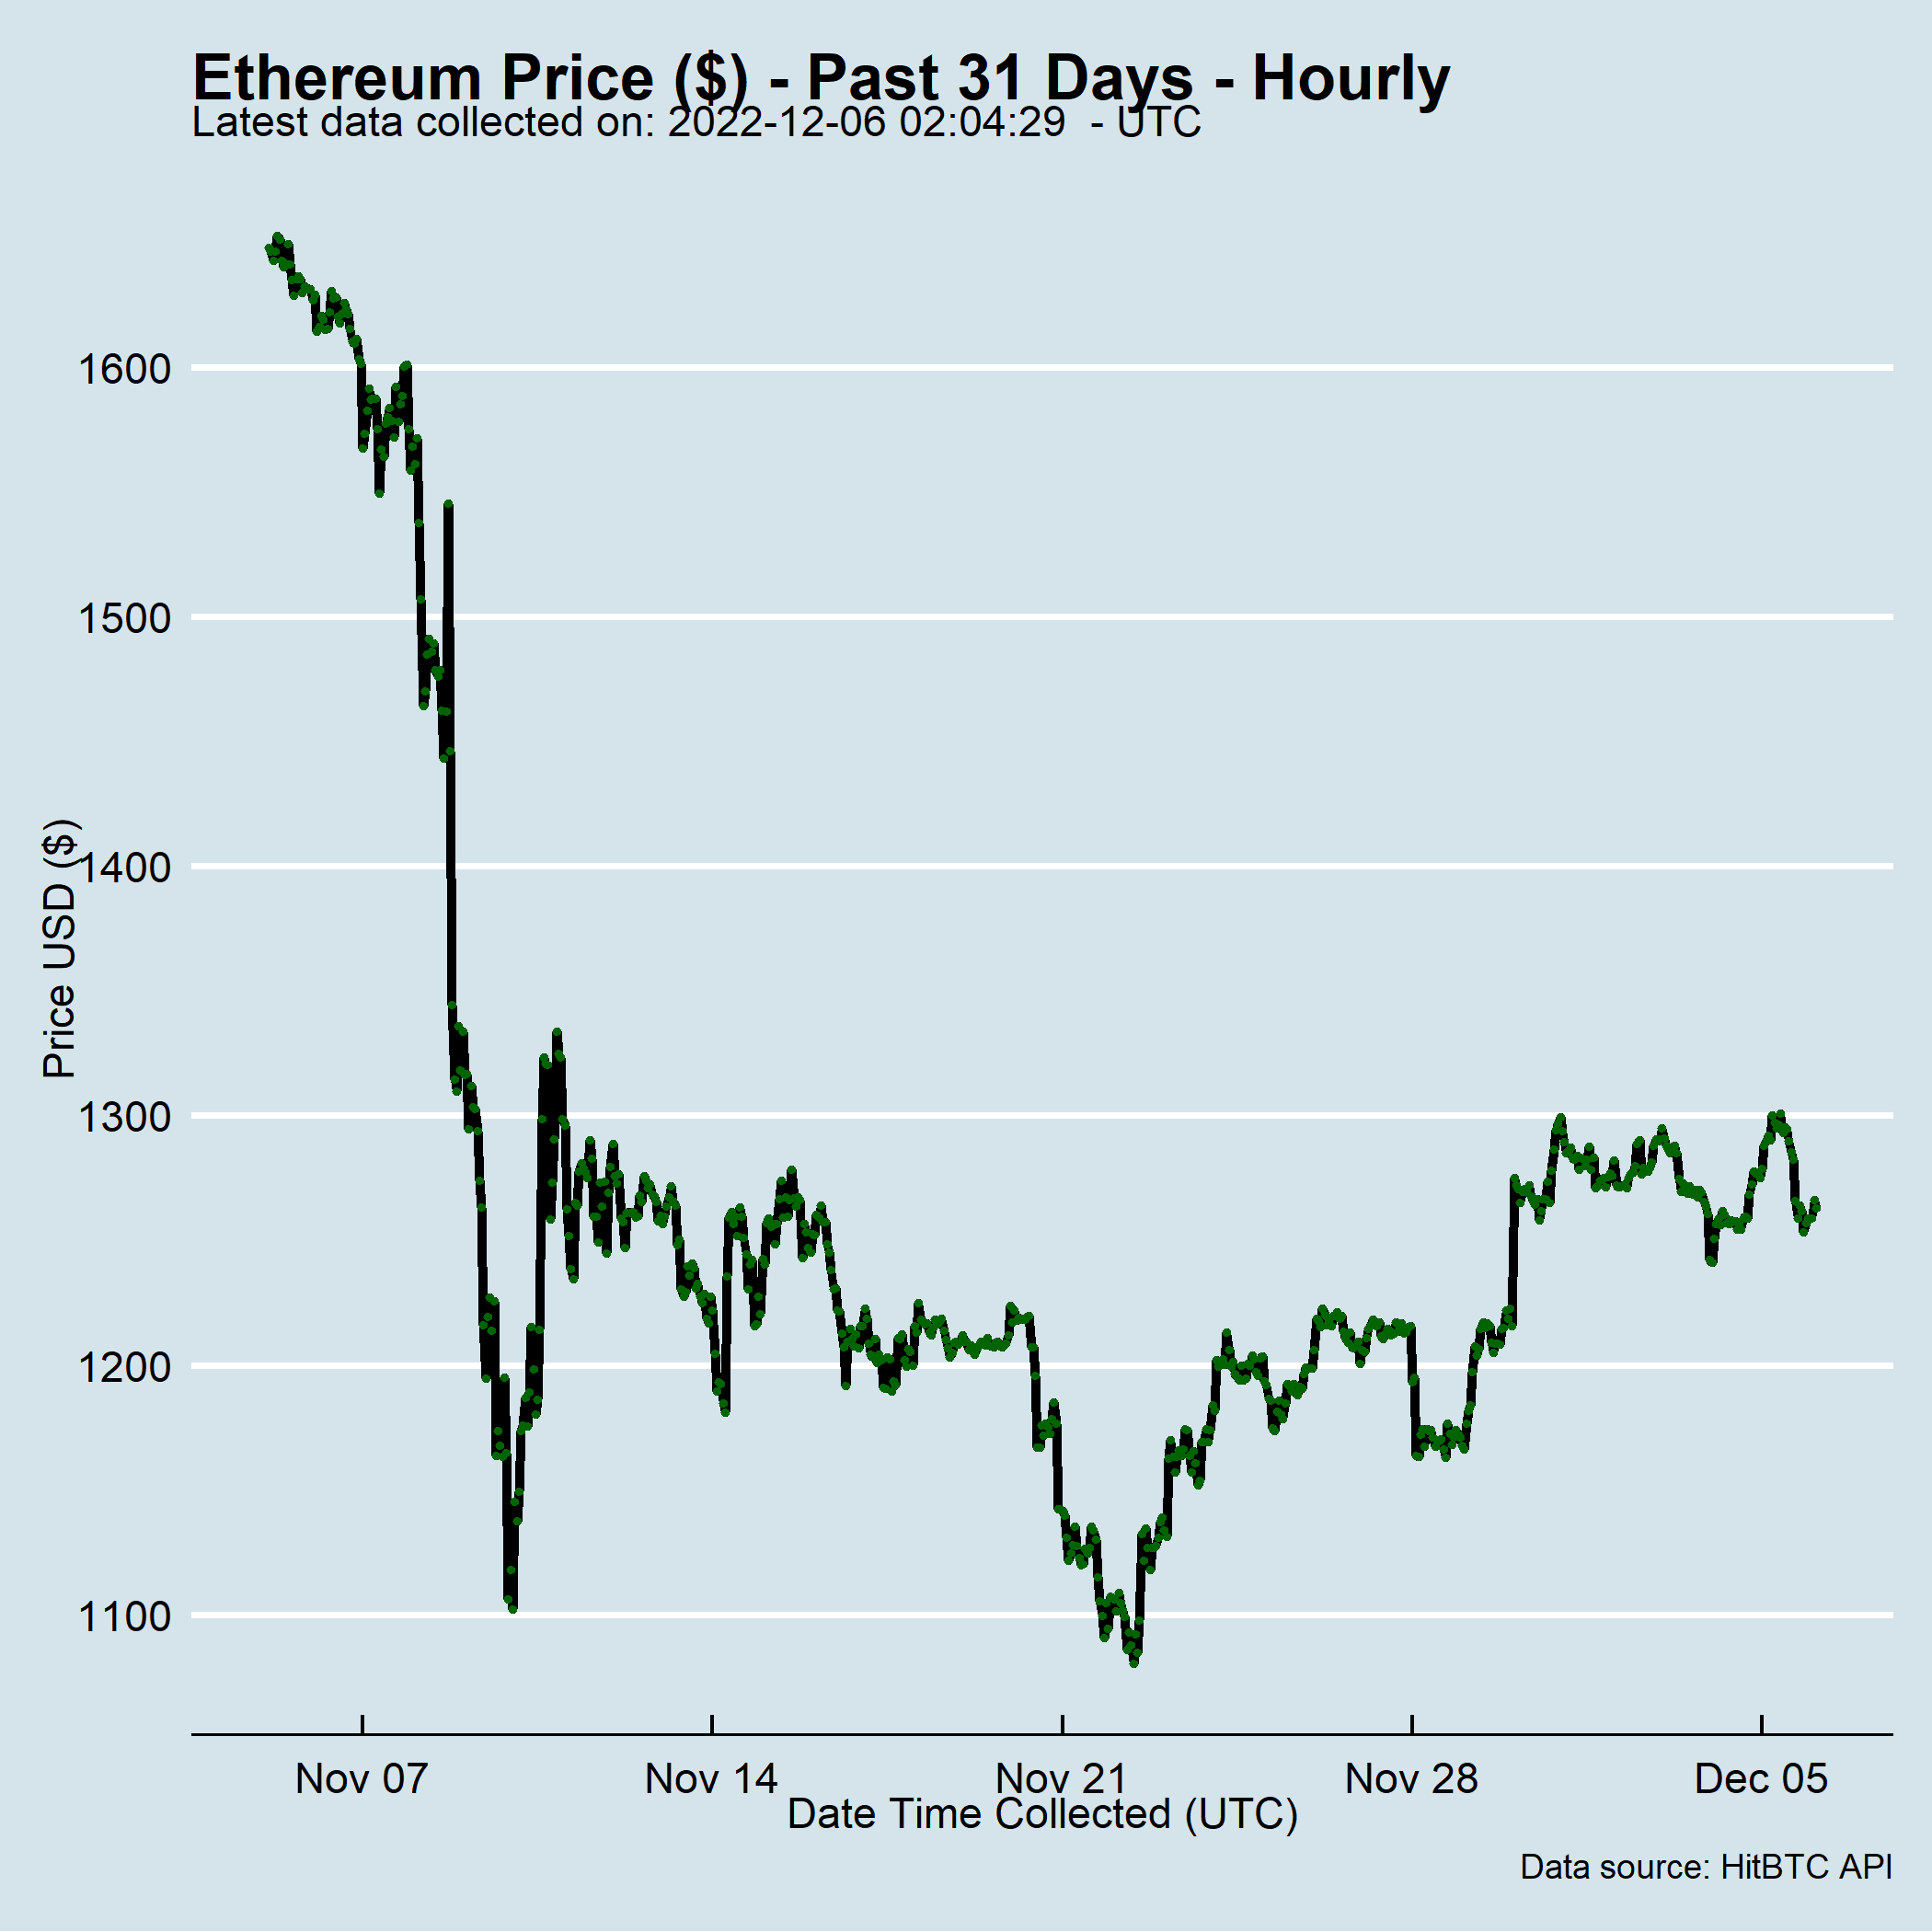 Ethereum Price ($) - Past 31 Days - Hourly
Latest data collected on: 2022-12-06 02:04:29  - UTC
Price USD ($)
1600
1500
1400
1300
1200
1100
Nov 07
Nov 14
Nov 21
Nov 28
Dec 05
Date Time Collected (UTC)
Data source: HitBTC API